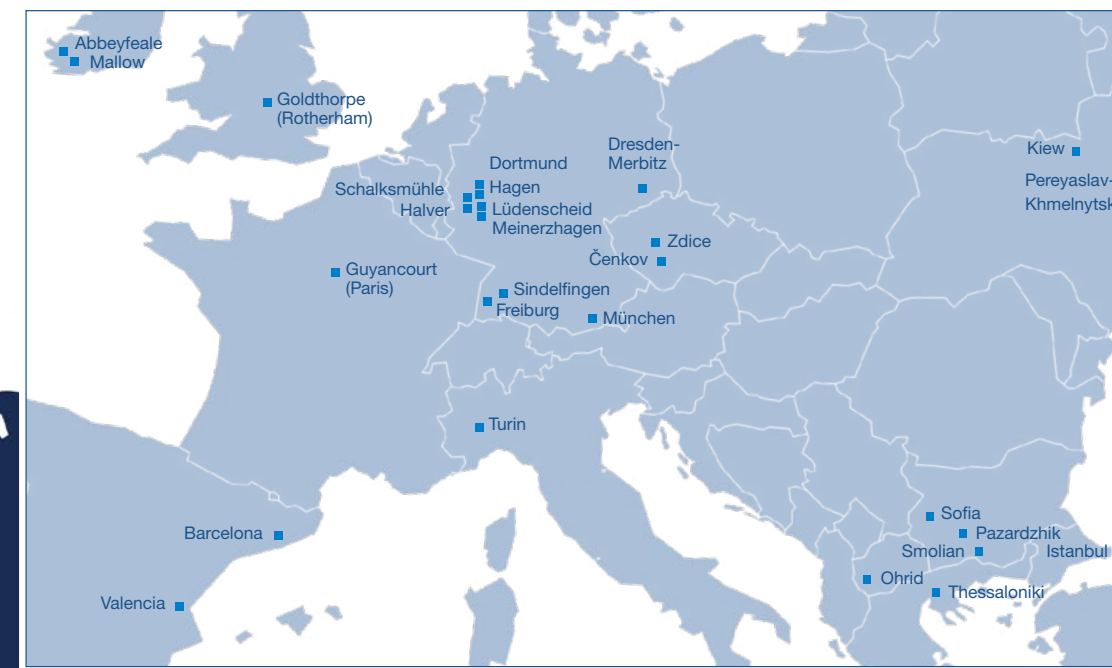 Abbeyfeale
Mallow
Goldthorpe
(Rotherham)
Dortmund
Dresden-
Merbitz
Kiew
Schalksmühle
Hagen
Pereyaslav-
Khmelnytsk
Halver
Lüdenscheid
Meinerzhagen
Zdice
Čenkov
Guyancourt
(Paris)
Sindelfingen
Freiburg
München
Turin
Barcelona
Sofia
Pazardzhik
Smolian
Istanbul
Ohrid
Thessaloniki
Valencia